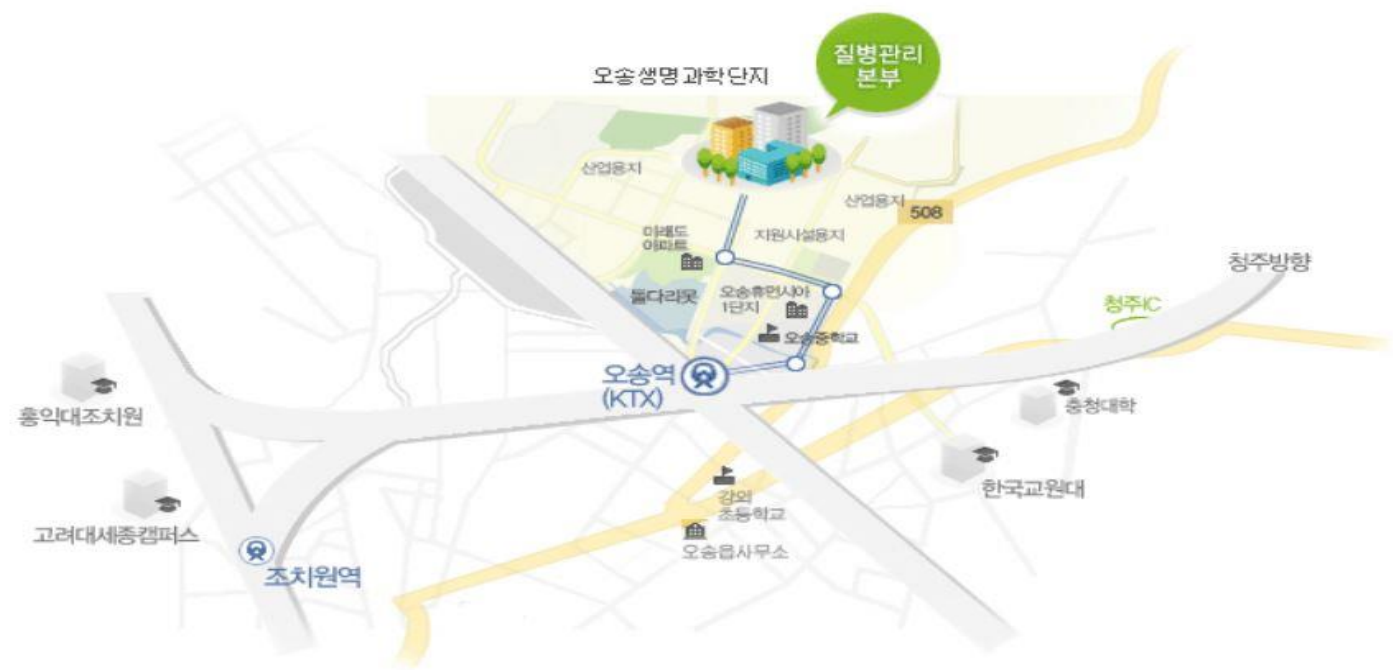 질병관리
본부
오송생명과학단지
산업용지
산업용지
508
미래도
아파트
지원시설용지
청주방향
둘다리못
오송휴먼시아
1단지
청주IC
오송중학교
오송역
(KTX)
홍익대조치원
충청대학
한국교원대
강외
초등학교
고려대세종캠퍼스
오송읍사무소
조치원역